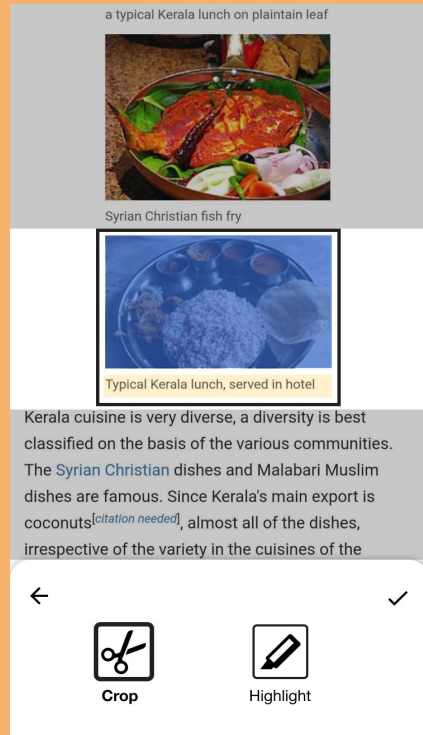 a typical Kerala lunch on plaintain leaf
Syrian Christian fish fry
Typical Kerala lunch, served in hotel
Kerala cuisine is very diverse, a diversity is best
classified on the basis of the various communities.
The Syrian Christian dishes and Malabari Muslim
dishes are famous. Since Kerala's main export is
coconuts[citation needed], almost all of the dishes,
irrespective of the variety in the cuisines of the
Crop
Highlight